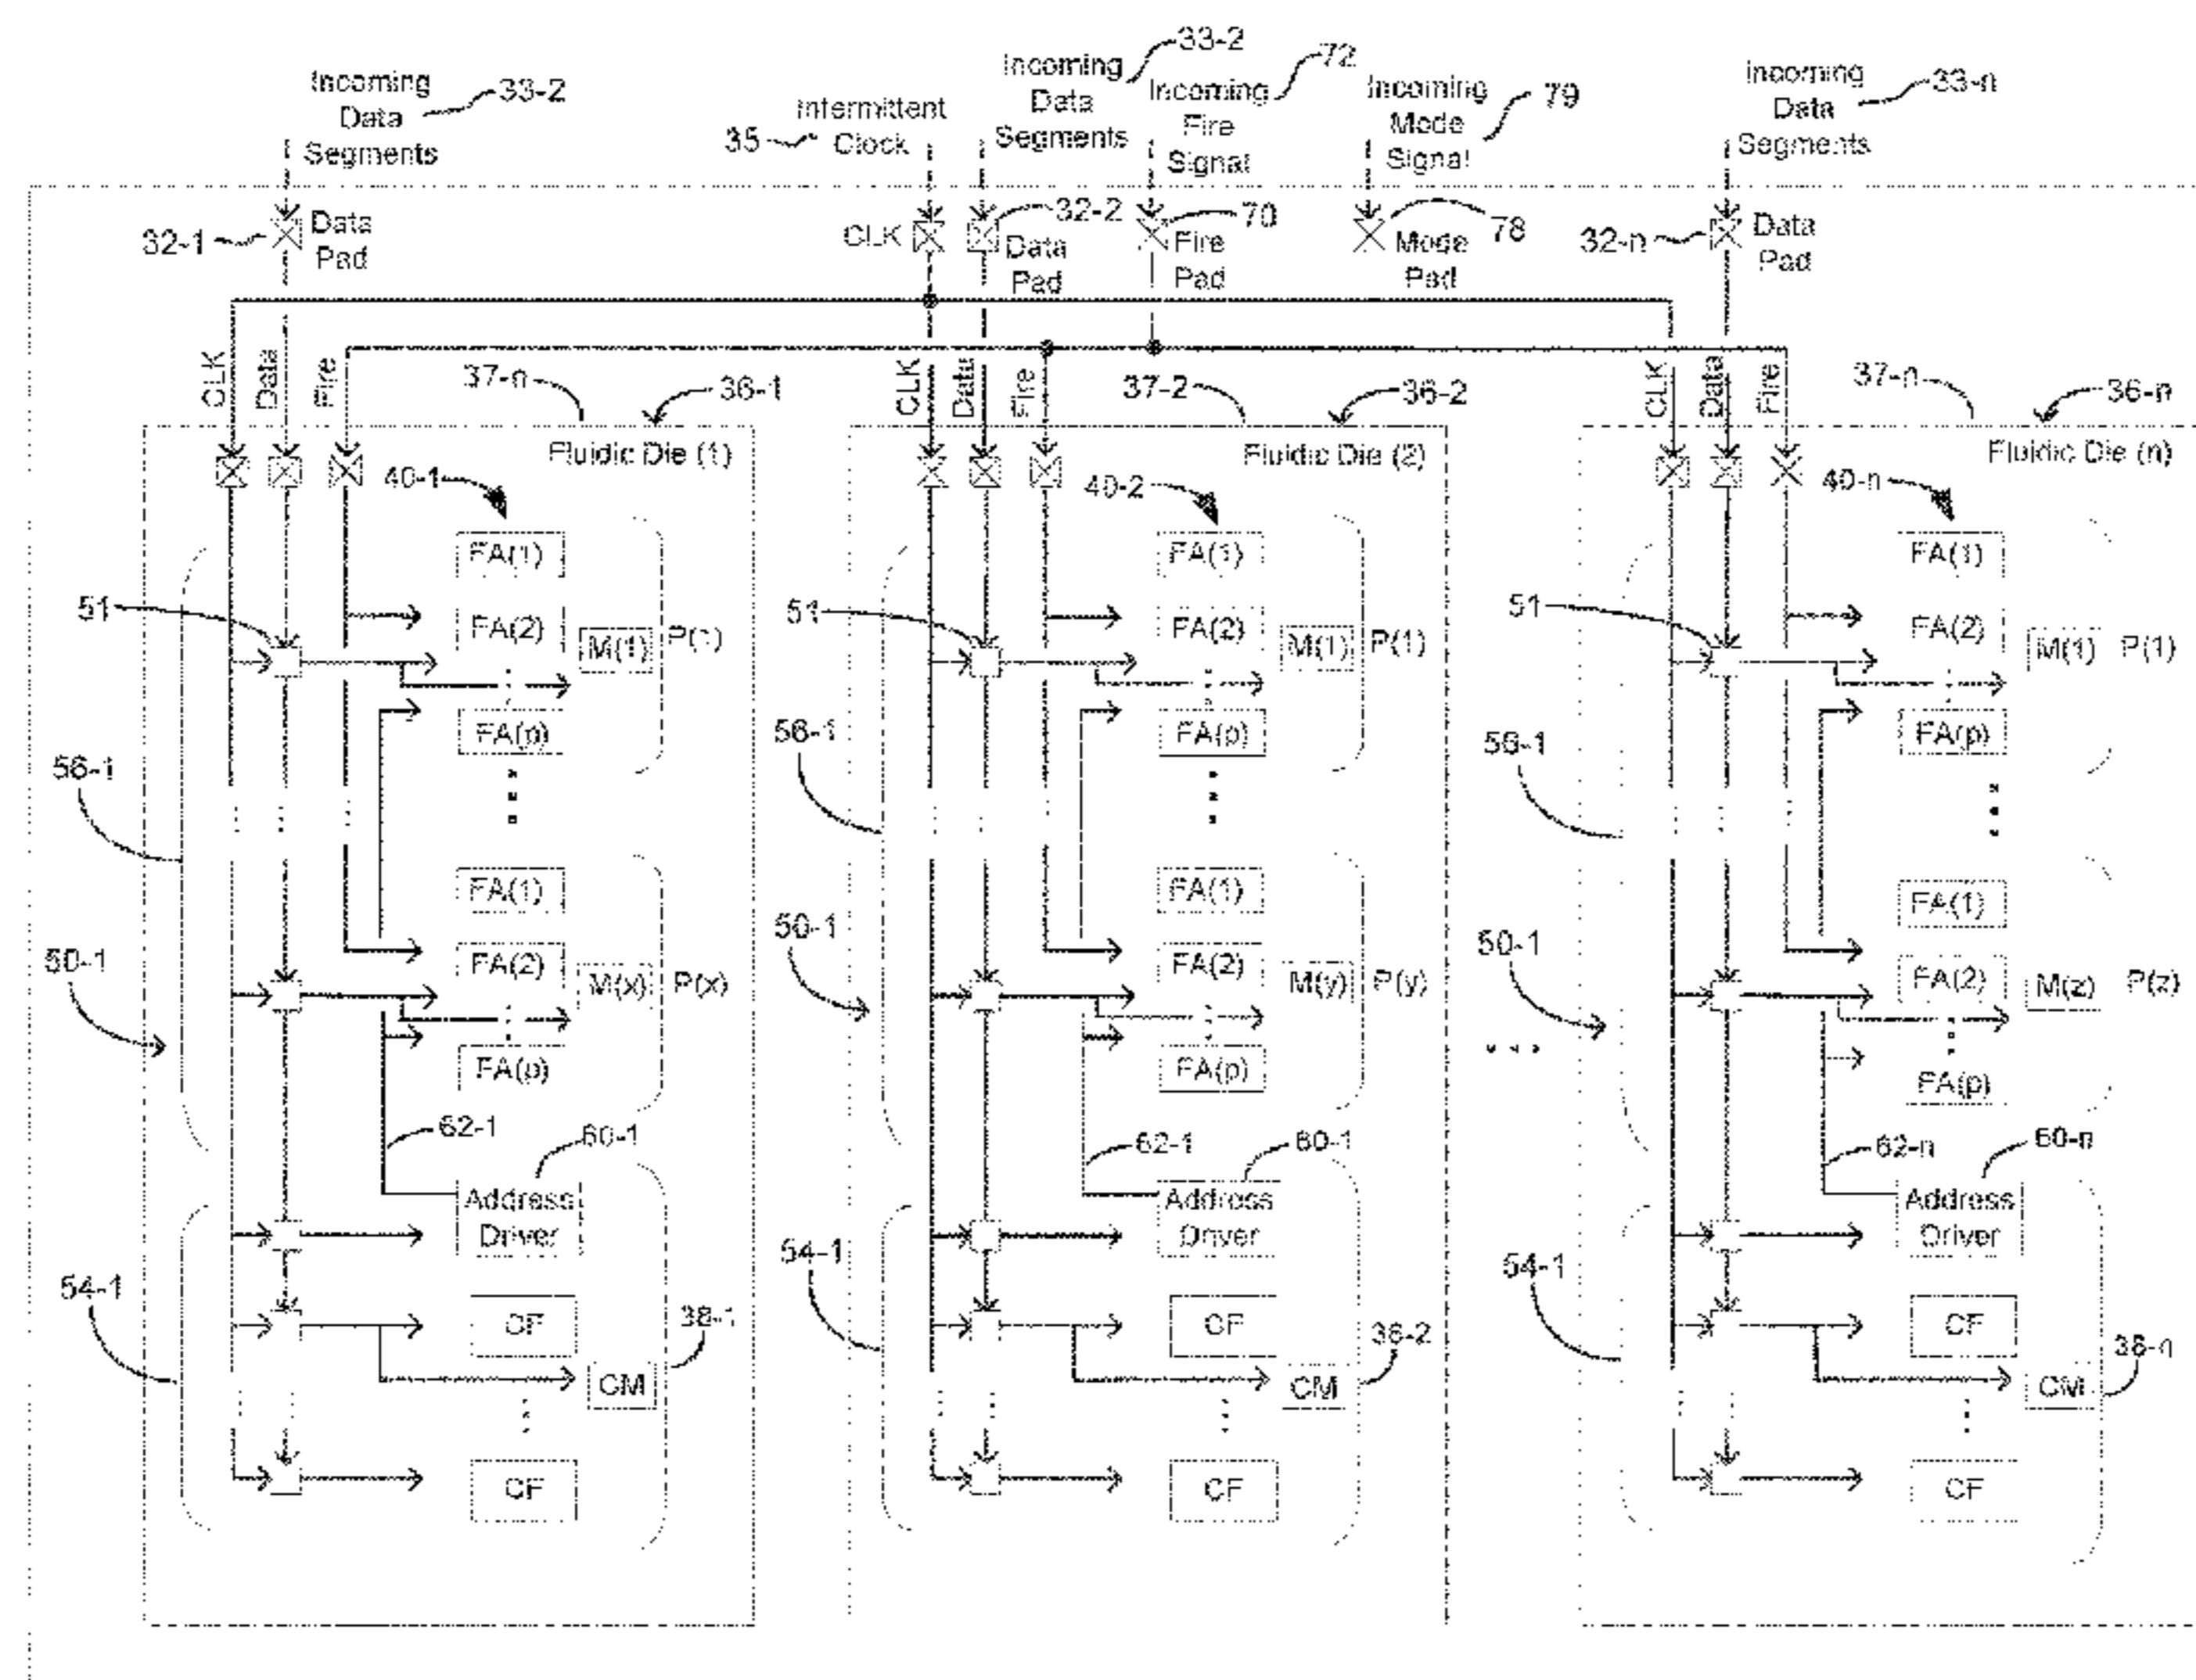 Incoming
Data
Segments
33-2
Intermittent
Clock
35
Incoming
Data
Segments
33-2
Incoming
Fire
Signal
72
Incoming
Mode
Signal
79
Incoming
Data
Segments
33-n
32-1
Data
Pad
CLK
32-2
Data
Pad
70
Fire
Pad
78
Mode
Pad
32-n
Data
Pad
CLK
Data
Fire
37-n
36-1
CLK
Data
Fire
37-2
36-2
CLK
Data
Fire
37-n
36-n
Fluidic Die (1)
40-1
FA(1)
51
FA(2)
M(1)
FA(p)
56-1
FA(1)
50-1
FA(2)
M(x)
P(x)
FA(p)
62-1
60-1
Address
Driver
54-1
CF
38-1
CM
CF
Fluidic Die (2)
40-2
FA(1)
51
FA(2)
M(1)
P(1)
56-1
FA(p)
FA(1)
50-1
FA(2)
M(y)
P(y)
FA(p)
62-1
60-1
Address
Driver
54-1
CF
36-2
CM
CF
Fluidic Die (n)
40-n
FA(1)
51
FA(2)
M(1)
P(1)
56-1
FA(p)
FA(1)
50-1
FA(2)
M(z)
P(z)
FA(p)
62-n
60-n
Address
Driver
54-1
CF
38-n
CM
CF